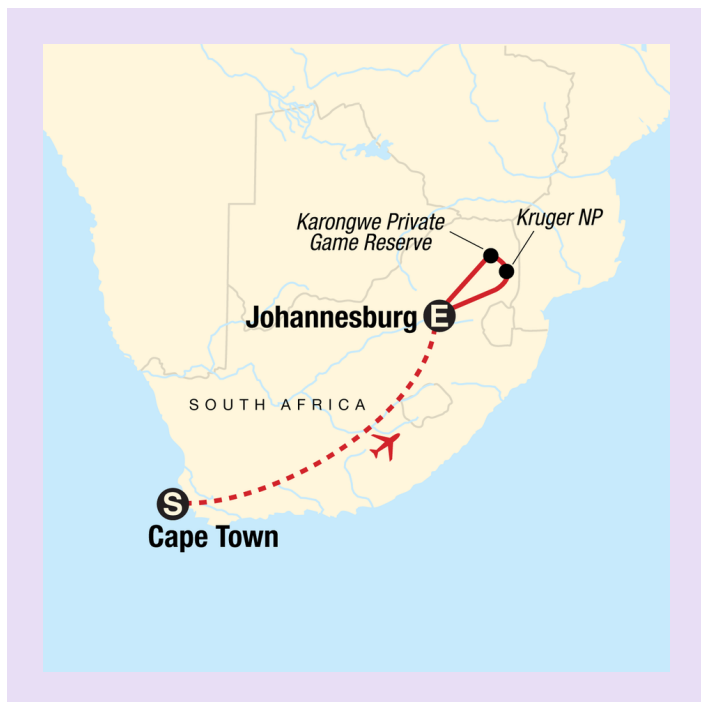 Karongwe Private
Game Reserve
Kruger NP
Johannesburg
E
SOUTH AFRICA
S
Cape Town